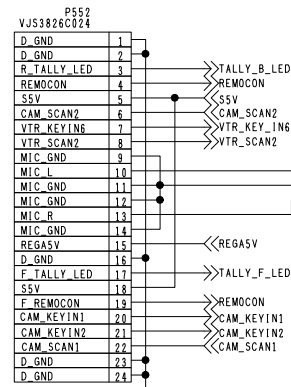 P552
VJS3826C024
D_GND 1
D_GND 2
R_TALLY_LED 3 TALLY_B_LED
REMOCON 4 REMOCON
S5V 5 S5V
CAM_SCAN2 6 CAM_SCAN2
VTR_KEYIN6 7 VTR_KEY_IN6
VTR_SCAN2 8 VTR_SCAN2
MIC_GND 9
MIC_L 10
MIC_GND 11
MIC_GND 12
MIC_R 13
MIC_GND 14
REGA5V 15 REGA5V
D_GND 16
F_TALLY_LED 17 TALLY_F_LED
S5V 18
F_REMOCON 19 REMOCON
CAM_KEYIN1 20 CAM_KEYIN1
CAM_KEYIN2 21 CAM_KEYIN2
CAM_SCAN1 22 CAM_SCAN1
D_GND 23
D_GND 24